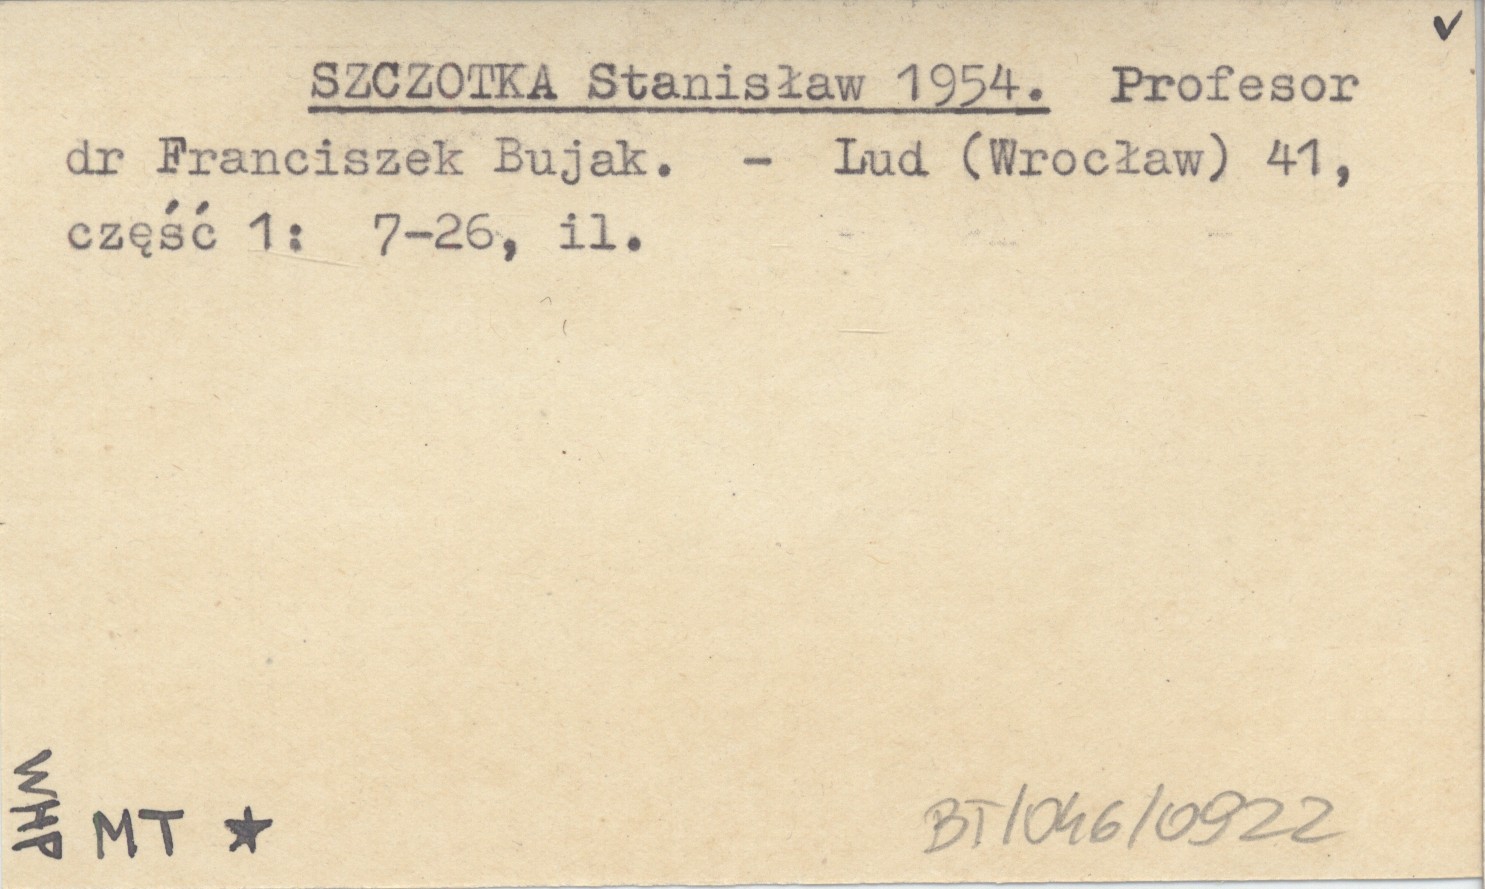 ✓
SZCZOTKA Stanisław 1954. Profesor
dr Franciszek Bujak. - Lud (Wrocław) 41,
część 1: 7-26, il.
WHP
MT ★
BT/046/0922